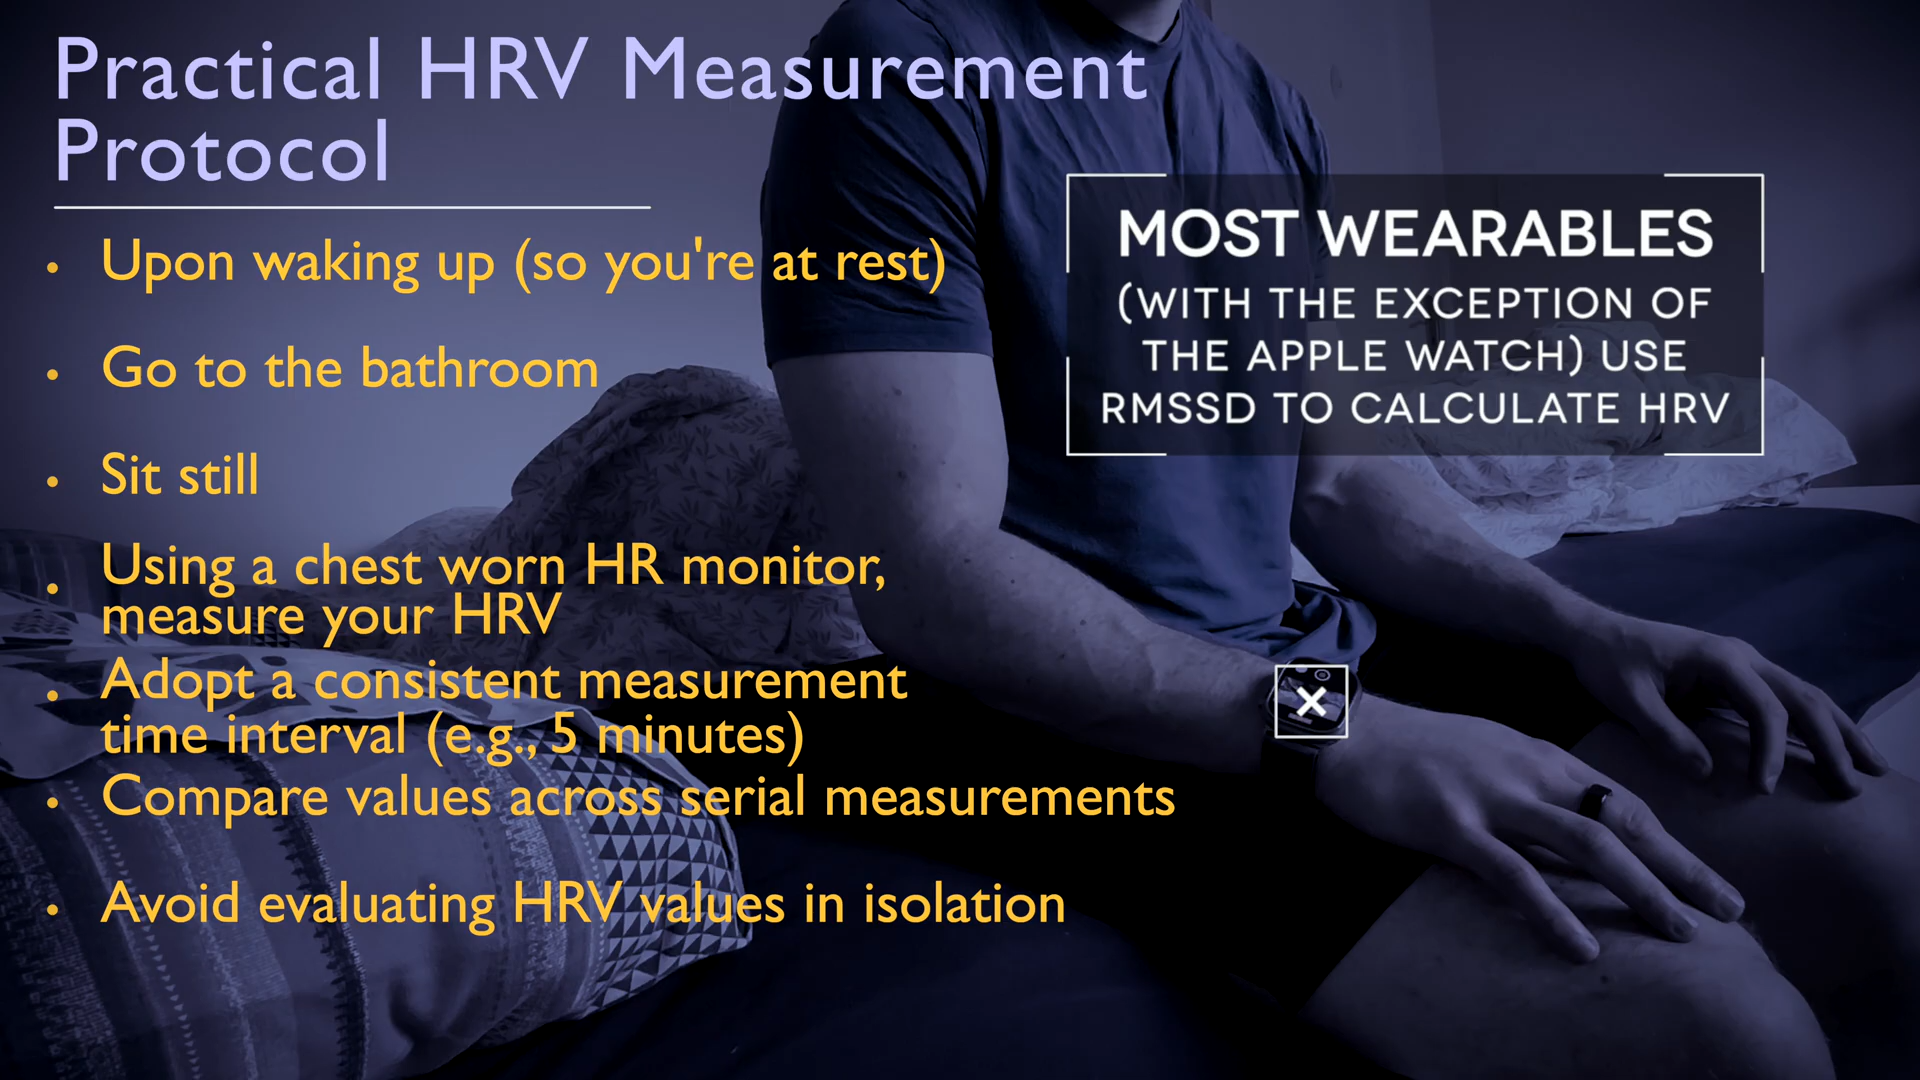 Practical HRV Measurement
Protocol
• Upon waking up (so you're at rest)
• Go to the bathroom
• Sit still
• Using a chest worn HR monitor,
measure your HRV
• Adopt a consistent measurement
time interval (e.g., 5 minutes)
• Compare values across serial measurements
• Avoid evaluating HRV values in isolation
MOST WEARABLES
(WITH THE EXCEPTION OF
THE APPLE WATCH) USE
RMSSD TO CALCULATE HRV